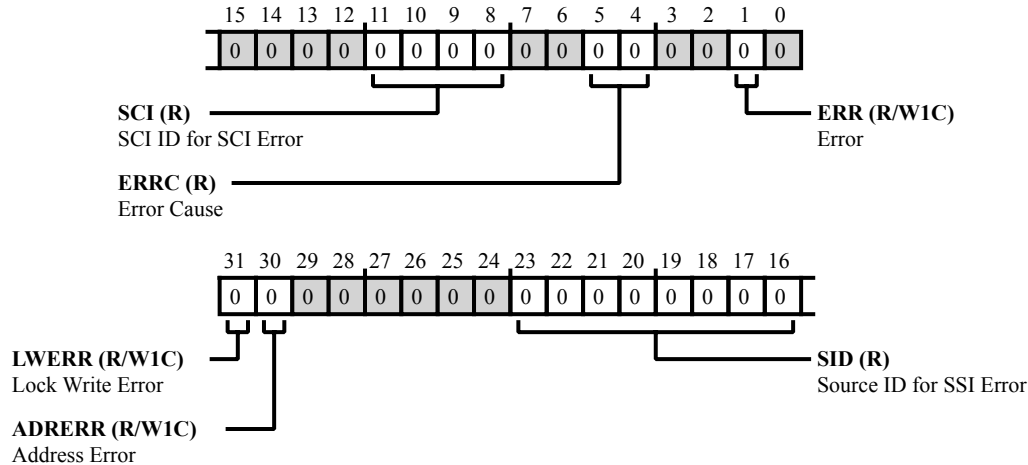 15 14 13 12 11 10 9 8 7 6 5 4 3 2 1 0
0 0 0 0 0 0 0 0 0 0 0 0 0 0 0 0
SCI (R)
SCI ID for SCI Error
ERR (R/W1C)
Error
ERRC (R)
Error Cause
31 30 29 28 27 26 25 24 23 22 21 20 19 18 17 16
0 0 0 0 0 0 0 0 0 0 0 0 0 0 0 0
LWERR (R/W1C)
Lock Write Error
SID (R)
Source ID for SSI Error
ADRERR (R/W1C)
Address Error